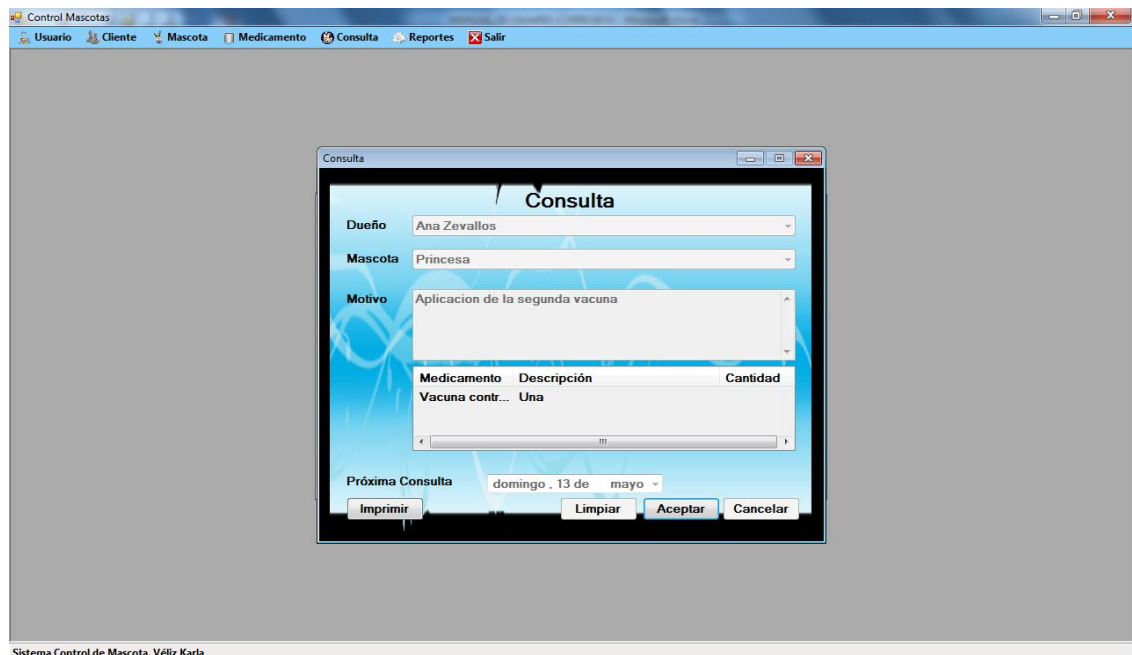 Control Mascotas
Usuario Cliente Mascota Medicamento Consulta Reportes Salir
Consulta
Consulta
Dueño Ana Zevallos
Mascota Princesa
Motivo Aplicacion de la segunda vacuna
Medicamento Descripción Cantidad
Vacuna contr... Una
Próxima Consulta domingo , 13 de mayo
Imprimir Limpiar Aceptar Cancelar
Sistema Control de Mascota. Véliz Karla